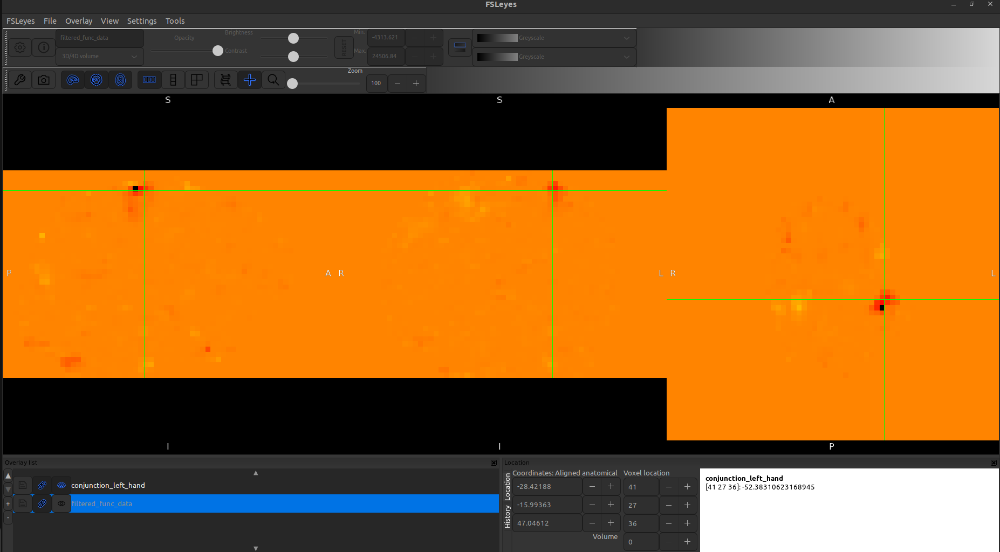 FSLeyes
FSLeyes File Overlay View Settings Tools
filtered_func_data
3D/4D volume
Opacity
Brightness
Contrast
RESET
Min. -4313.621
Max. 24506.84
Greyscale
Greyscale
Zoom
100
S S A
P A R L R L
I I P
Overlay list
conjunction_left_hand
filtered_func_data
Location
Location
History
Coordinates: Aligned anatomical Voxel location
-28.42188 41
-15.99363 27
47.04612 36
Volume 0
conjunction_left_hand
[41 27 36]: -52.38310623168945